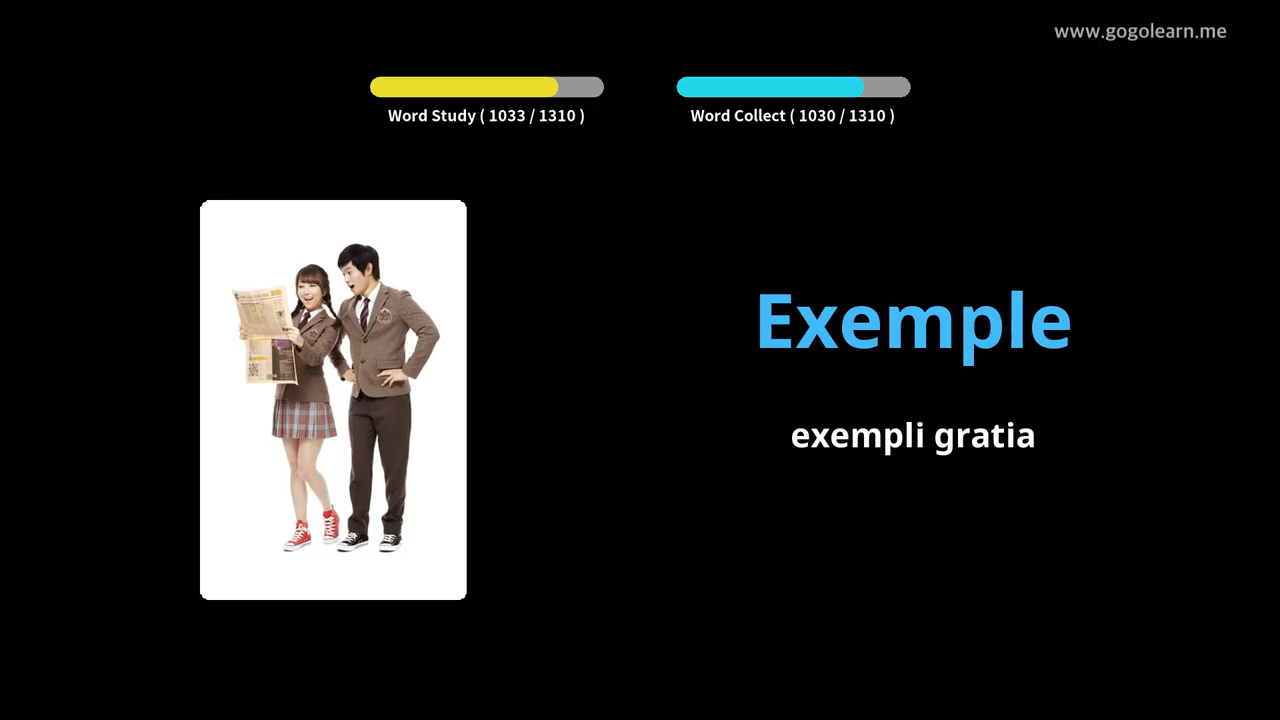 www.gogolearn.me
Word Study ( 1033 / 1310 )
Word Collect ( 1030 / 1310 )
Exemple
exempli gratia